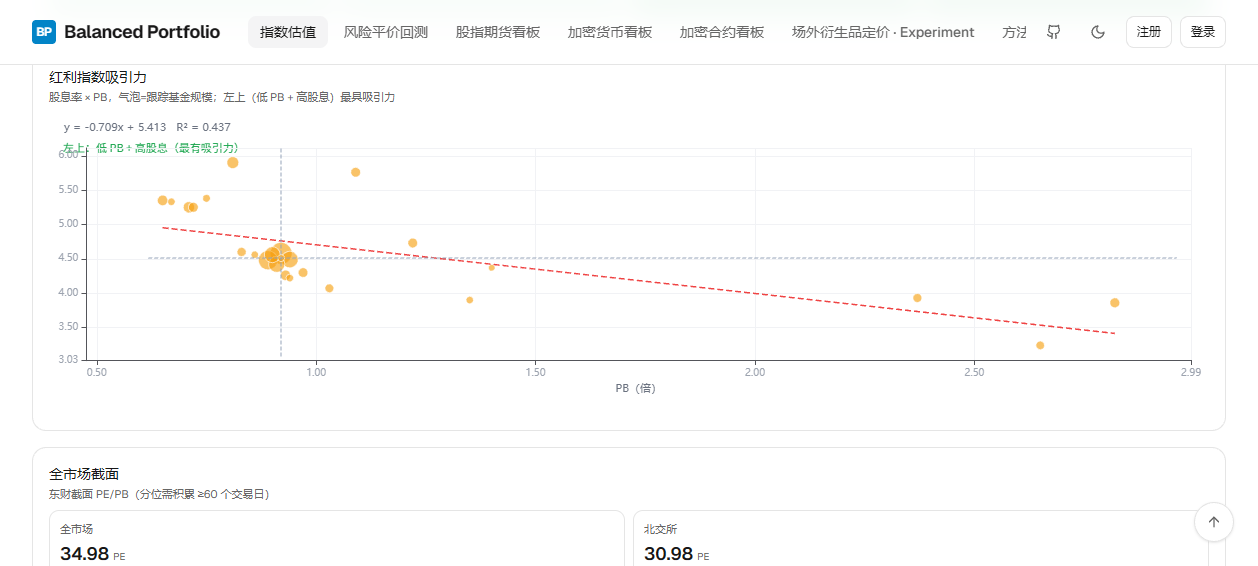 BP Balanced Portfolio 指数估值 风险平价回测 股指期货看板 加密货币看板 加密合约看板 场外衍生品定价 · Experiment 方法 注册 登录
红利指数吸引力
股息率 × PB，气泡=跟踪基金规模；左上（低 PB + 高股息）最具吸引力
y = -0.709x + 5.413 R² = 0.437
左上：低 PB + 高股息（最有吸引力）
6.00
5.50
5.00
4.50
4.00
3.50
3.03
0.50 1.00 1.50 2.00 2.50 2.99
PB（倍）
全市场截面
东财截面 PE/PB（分位需积累 ≥60 个交易日）
全市场 北交所
34.98 PE 30.98 PE